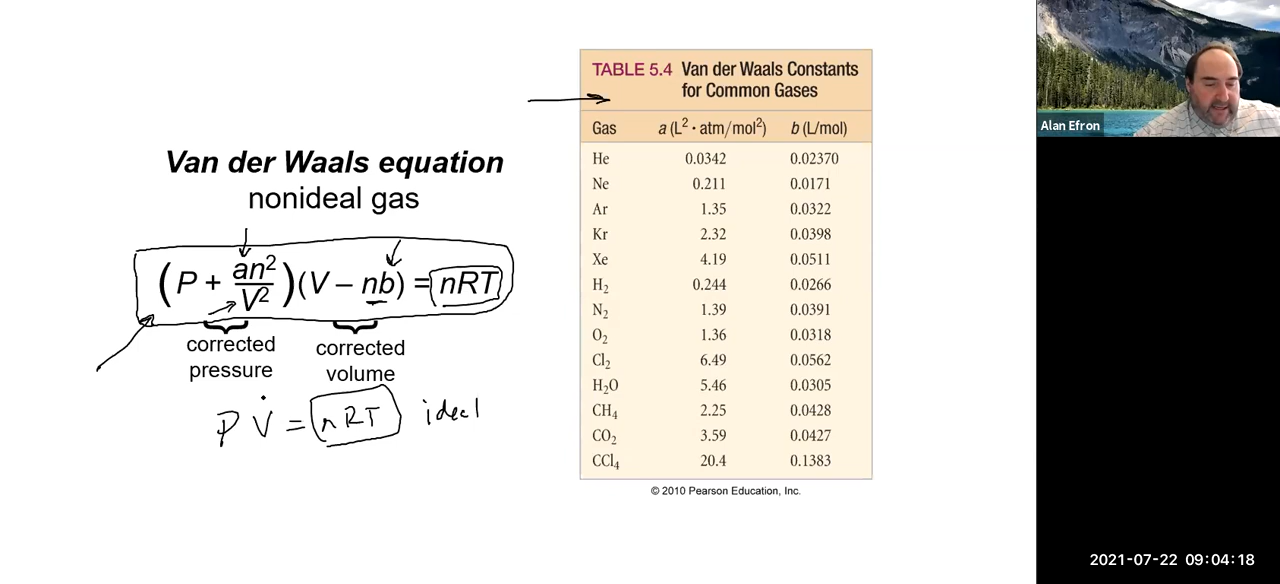 Van der Waals equation
nonideal gas
(P + an²/V²)(V – nb) = nRT
corrected pressure
corrected volume
PV = nRT ideal
TABLE 5.4 Van der Waals Constants
for Common Gases
Gas a (L² · atm/mol²) b (L/mol)
He 0.0342 0.02370
Ne 0.211 0.0171
Ar 1.35 0.0322
Kr 2.32 0.0398
Xe 4.19 0.0511
H₂ 0.244 0.0266
N₂ 1.39 0.0391
O₂ 1.36 0.0318
Cl₂ 6.49 0.0562
H₂O 5.46 0.0305
CH₄ 2.25 0.0428
CO₂ 3.59 0.0427
CCl₄ 20.4 0.1383
© 2010 Pearson Education, Inc.
Alan Efron
2021-07-22 09:04:18